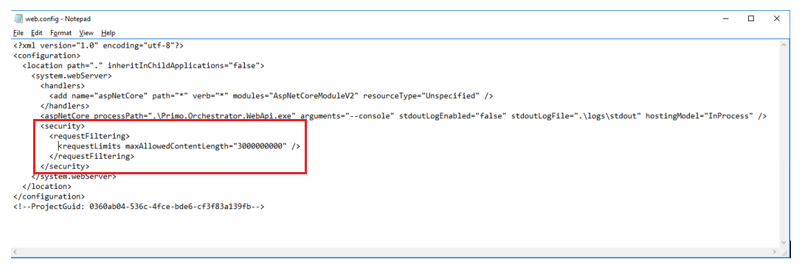 web.config - Notepad
File Edit Format View Help
<?xml version="1.0" encoding="utf-8"?>
<configuration>
  <location path="." inheritInChildApplications="false">
    <system.webServer>
      <handlers>
        <add name="aspNetCore" path="*" verb="*" modules="AspNetCoreModuleV2" resourceType="Unspecified" />
      </handlers>
      <aspNetCore processPath=".\Primo.Orchestrator.WebApi.exe" arguments="--console" stdoutLogEnabled="false" stdoutLogFile=".\logs\stdout" hostingModel="InProcess" />
      <security>
        <requestFiltering>
          <requestLimits maxAllowedContentLength="3000000000" />
        </requestFiltering>
      </security>
    </system.webServer>
  </location>
</configuration>
<!--ProjectGuid: 0360ab04-536c-4fce-bde6-cf3f83a139fb-->